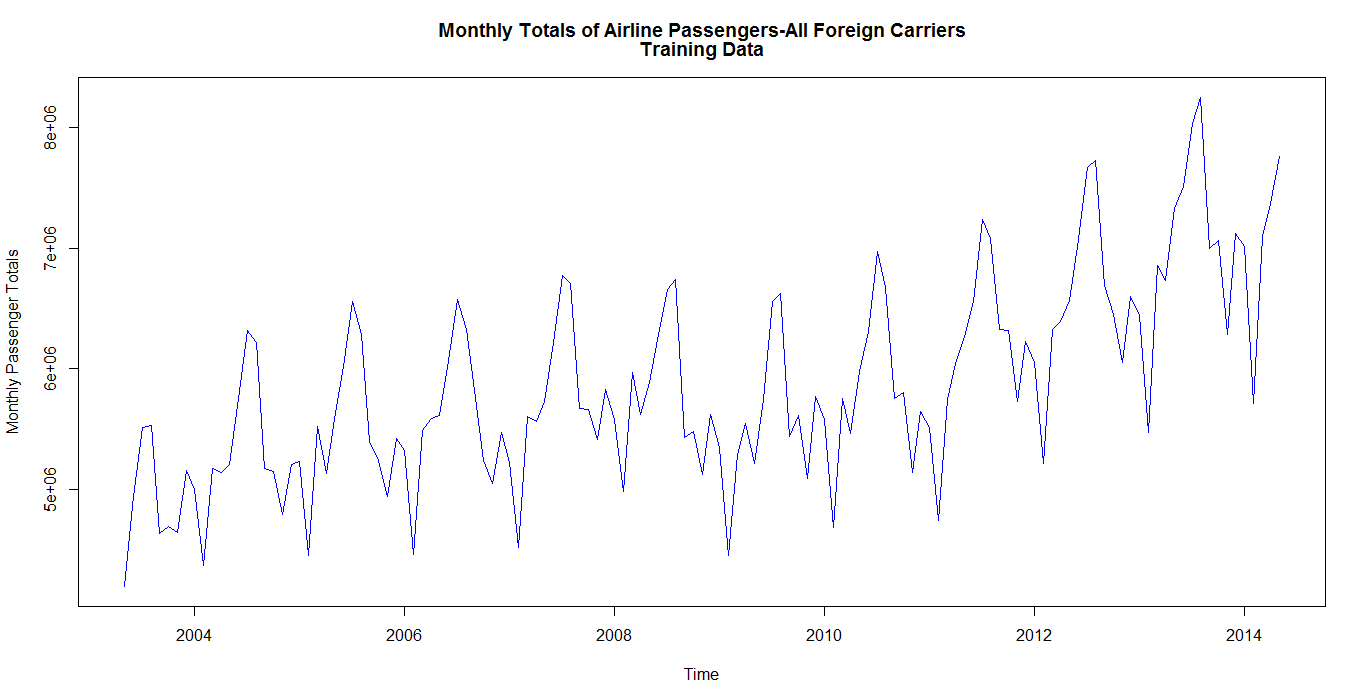 Monthly Totals of Airline Passengers-All Foreign Carriers
Training Data
Monthly Passenger Totals
8e+06
7e+06
6e+06
5e+06
2004 2006 2008 2010 2012 2014
Time